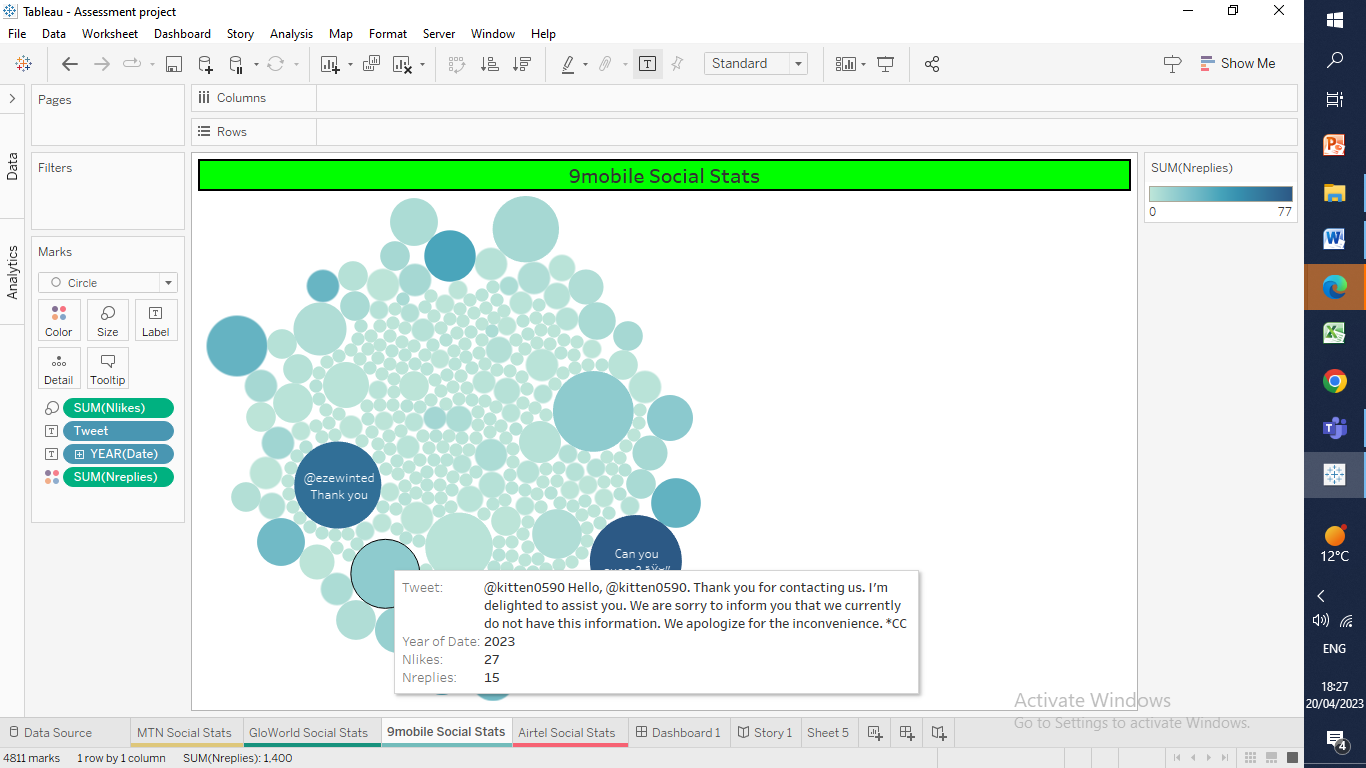 Tableau - Assessment project
File Data Worksheet Dashboard Story Analysis Map Format Server Window Help
Standard
Show Me
Pages
Columns
Rows
Data
Analytics
Filters
Marks
Circle
Color Size Label
Detail Tooltip
SUM(Nlikes)
Tweet
YEAR(Date)
SUM(Nreplies)
9mobile Social Stats
@ezewinted
Thank you
Can you
Tweet: @kitten0590 Hello, @kitten0590. Thank you for contacting us. I'm
delighted to assist you. We are sorry to inform you that we currently
do not have this information. We apologize for the inconvenience. *CC
Year of Date: 2023
Nlikes: 27
Nreplies: 15
SUM(Nreplies)
0 77
Activate Windows
Go to Settings to activate Windows.
Data Source MTN Social Stats GloWorld Social Stats 9mobile Social Stats Airtel Social Stats Dashboard 1 Story 1 Sheet 5
4811 marks 1 row by 1 column SUM(Nreplies): 1,400
12°C
ENG
18:27
20/04/2023
4